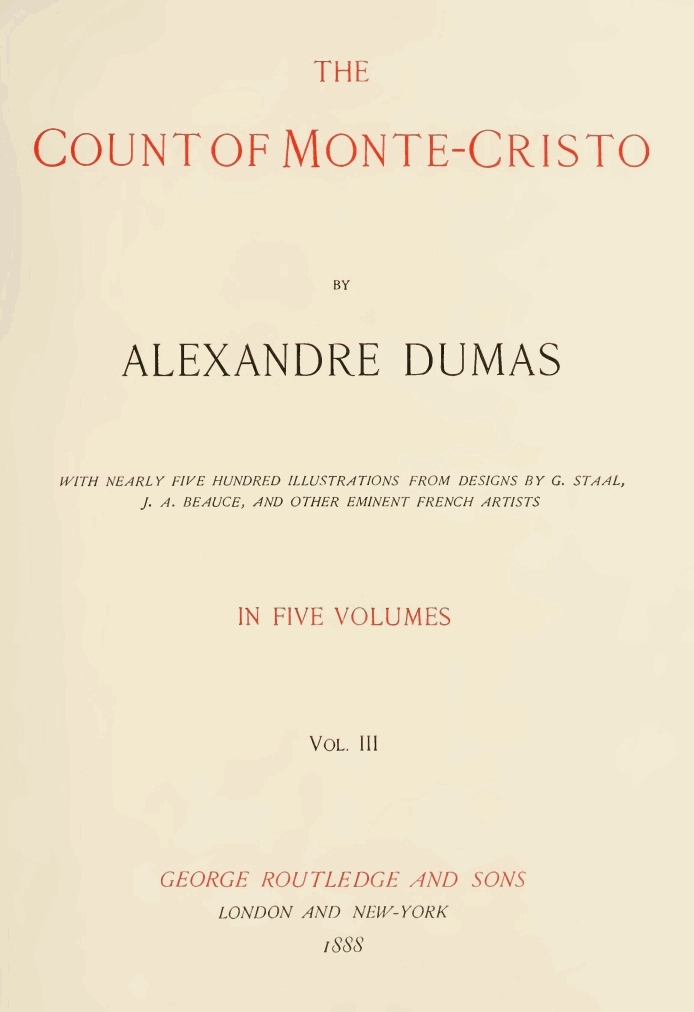 THE
COUNT OF MONTE-CRISTO
BY
ALEXANDRE DUMAS
WITH NEARLY FIVE HUNDRED ILLUSTRATIONS FROM DESIGNS BY G. STAAL,
J. A. BEAUCE, AND OTHER EMINENT FRENCH ARTISTS
IN FIVE VOLUMES
VOL. III
GEORGE ROUTLEDGE AND SONS
LONDON AND NEW-YORK
1888